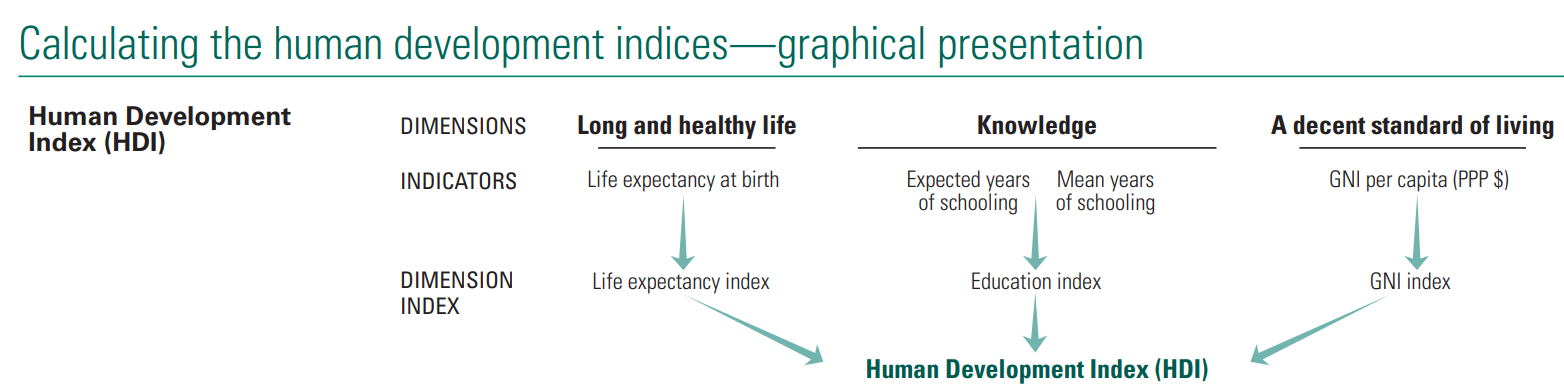 Calculating the human development indices—graphical presentation
Human Development
Index (HDI)
DIMENSIONS
Long and healthy life
Knowledge
A decent standard of living
INDICATORS
Life expectancy at birth
Expected years
of schooling
Mean years
of schooling
GNI per capita (PPP $)
DIMENSION
INDEX
Life expectancy index
Education index
GNI index
Human Development Index (HDI)